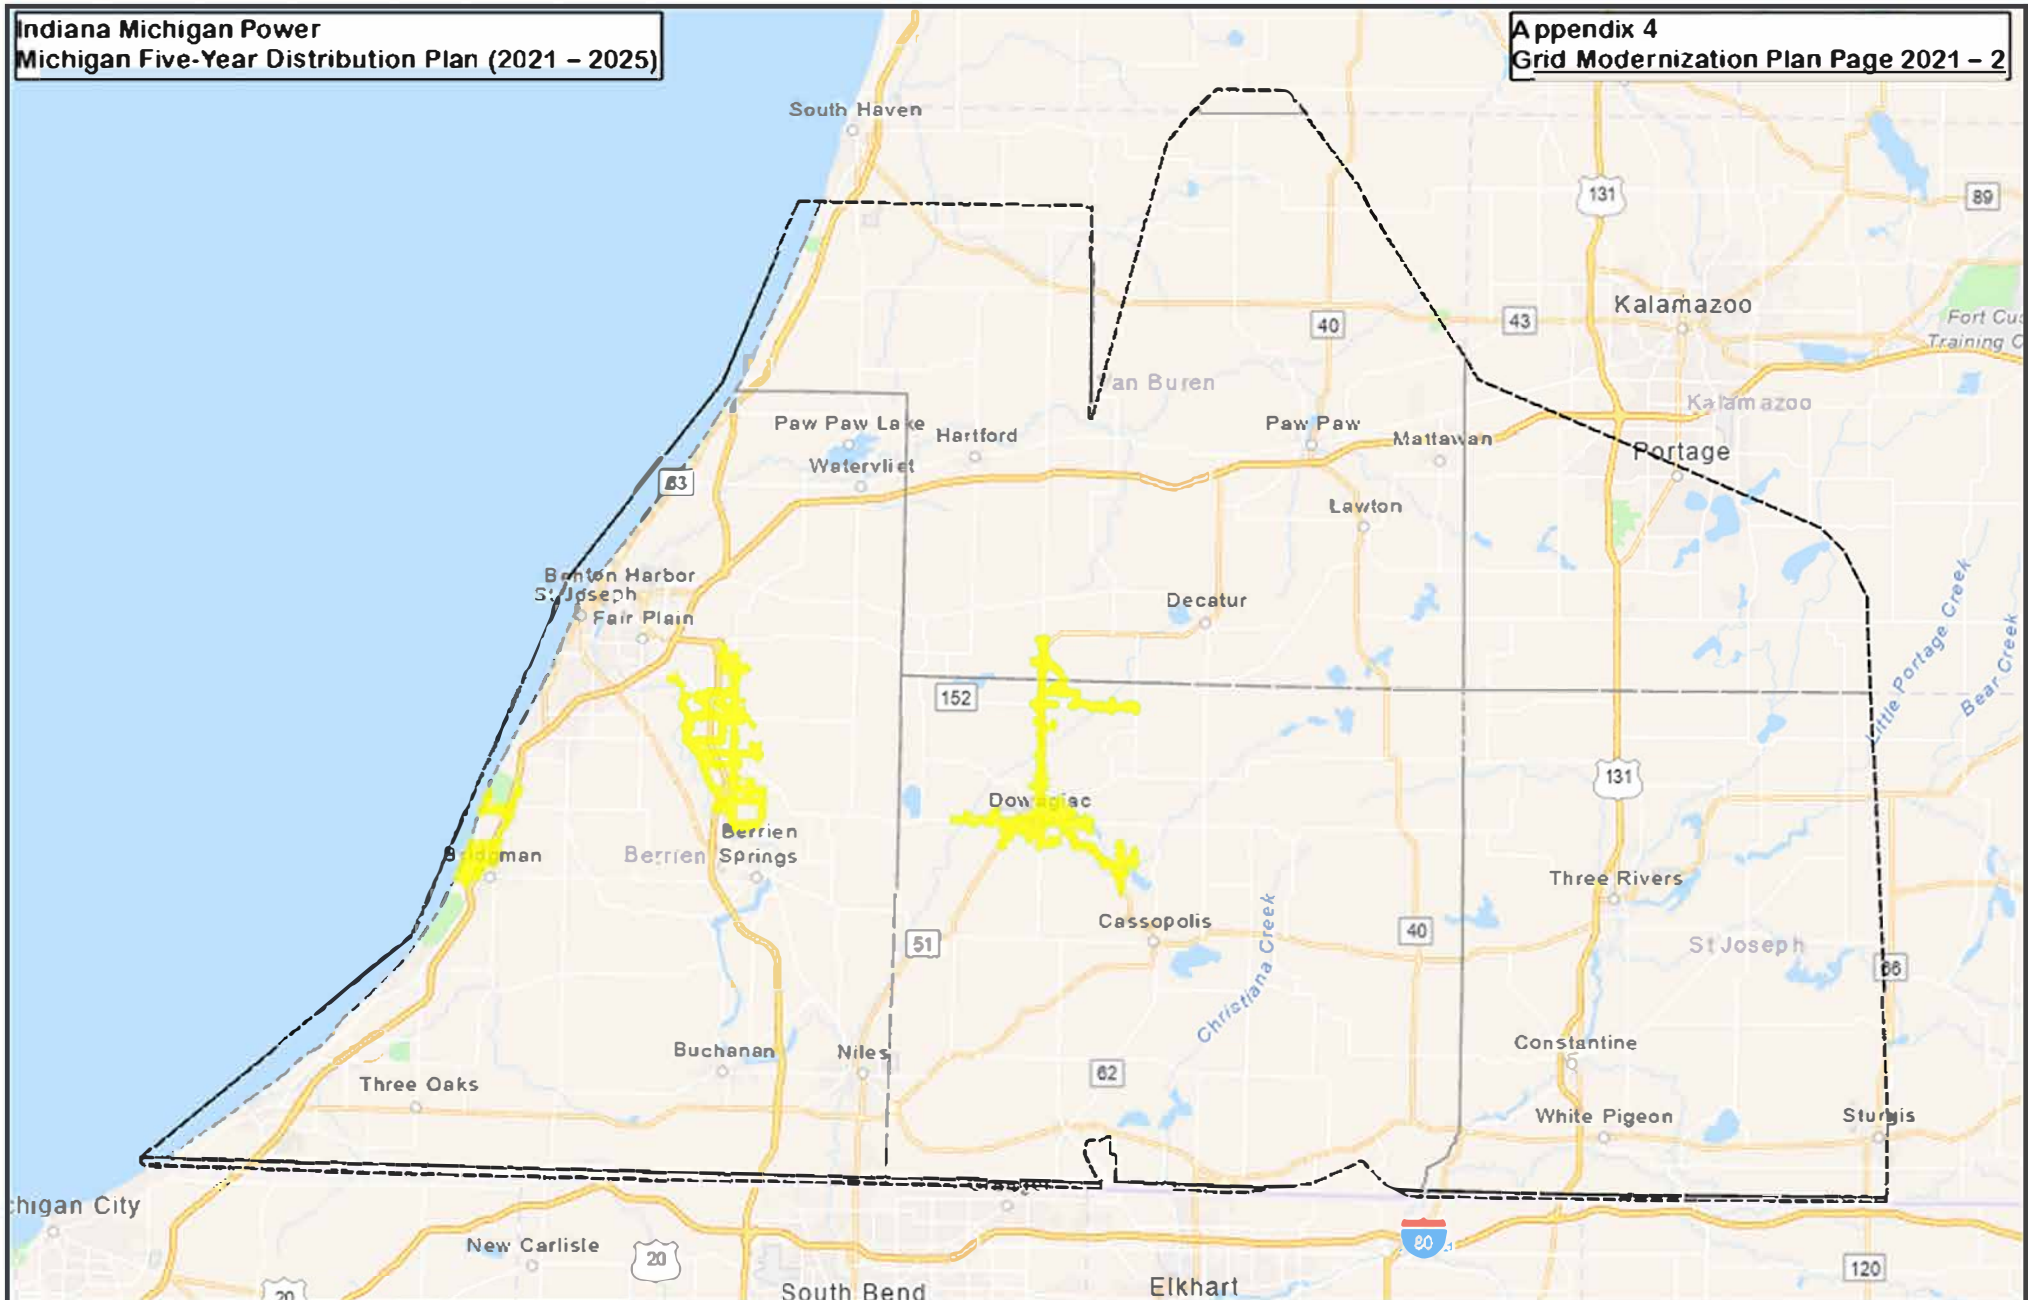 Indiana Michigan Power
Michigan Five-Year Distribution Plan (2021 – 2025)
Appendix 4
Grid Modernization Plan Page 2021 – 2
South Haven
131
89
Kalamazoo
40
43
Fort Cus
Training C
an Buren
Kalamazoo
Paw Paw Lake
Hartford
Paw Paw
Mattawan
Portage
Watervliet
63
Lawton
Benton Harbor
St Joseph
Fair Plain
Decatur
Little Portage Creek
Bear Creek
152
131
Dowagiac
Berrien
Springs
Bridgman
Berrien
Three Rivers
Cassopolis
51
40
Christiana Creek
St Joseph
66
Buchanan
Niles
Constantine
62
Three Oaks
White Pigeon
Sturgis
chigan City
New Carlisle
20
80
120
20
South Bend
Elkhart